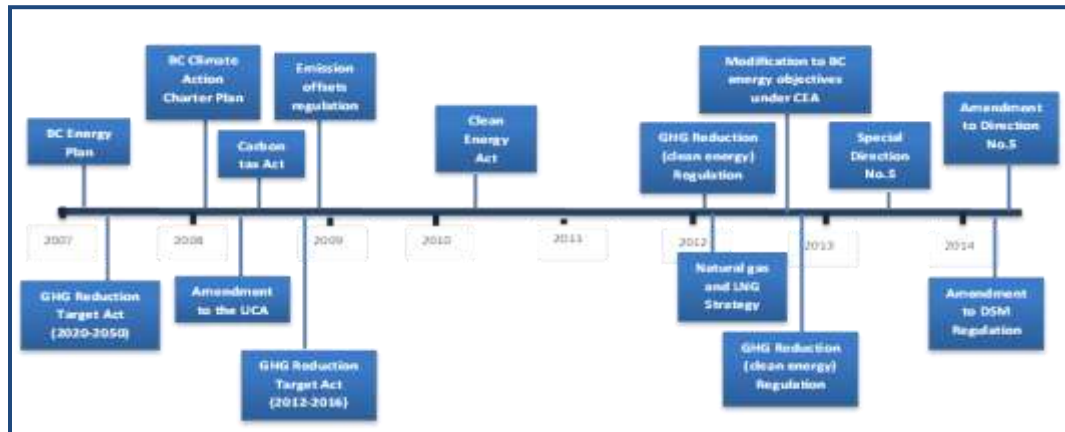 BC Energy
Plan
BC Climate
Action
Charter Plan
Carbon
tax Act
Emission
offsets
regulation
Clean
Energy
Act
GHG Reduction
(clean energy)
Regulation
Modification to BC
energy objectives
under CEA
Special
Direction
No.5
Amendment
to Direction
No.5
2007
2008
2009
2010
2011
2012
2013
2014
GHG Reduction
Target Act
(2020-2050)
Amendment
to the UCA
GHG Reduction
Target Act
(2012-2016)
Natural gas
and LNG
Strategy
GHG Reduction
(clean energy)
Regulation
Amendment
to DSM
Regulation